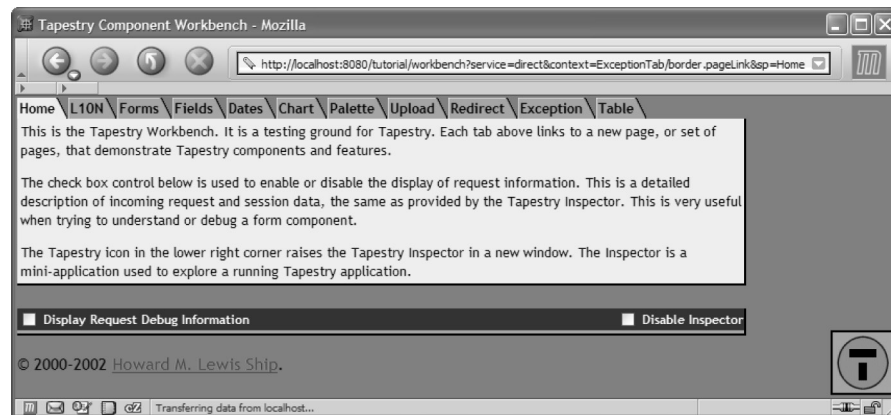 Tapestry Component Workbench - Mozilla
http://localhost:8080/tutorial/workbench?service=direct&context=ExceptionTab/border.pageLink&sp=Home
Home \ L10N \ Forms \ Fields \ Dates \ Chart \ Palette \ Upload \ Redirect \ Exception \ Table \
This is the Tapestry Workbench. It is a testing ground for Tapestry. Each tab above links to a new page, or set of
pages, that demonstrate Tapestry components and features.
The check box control below is used to enable or disable the display of request information. This is a detailed
description of incoming request and session data, the same as provided by the Tapestry Inspector. This is very useful
when trying to understand or debug a form component.
The Tapestry icon in the lower right corner raises the Tapestry Inspector in a new window. The Inspector is a
mini-application used to explore a running Tapestry application.
Display Request Debug Information
Disable Inspector
© 2000-2002 Howard M. Lewis Ship.
Transferring data from localhost...